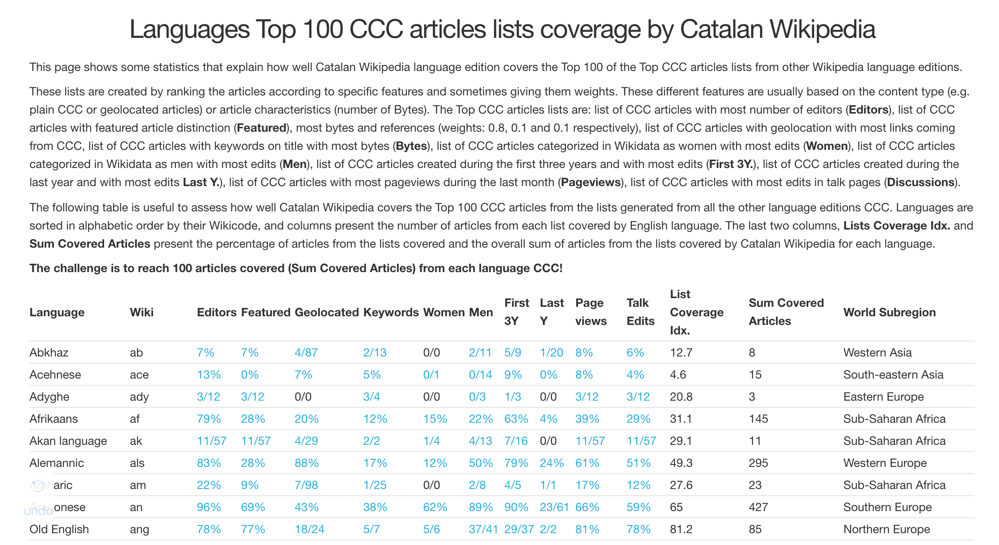 Languages Top 100 CCC articles lists coverage by Catalan Wikipedia
This page shows some statistics that explain how well Catalan Wikipedia language edition covers the Top 100 of the Top CCC articles lists from other Wikipedia language editions.
These lists are created by ranking the articles according to specific features and sometimes giving them weights. These different features are usually based on the content type (e.g.
plain CCC or geolocated articles) or article characteristics (number of Bytes). The Top CCC articles lists are: list of CCC articles with most number of editors (Editors), list of CCC
articles with featured article distinction (Featured), most bytes and references (weights: 0.8, 0.1 and 0.1 respectively), list of CCC articles with geolocation with most links coming
from CCC, list of CCC articles with keywords on title with most bytes (Bytes), list of CCC articles categorized in Wikidata as women with most edits (Women), list of CCC articles
categorized in Wikidata as men with most edits (Men), list of CCC articles created during the first three years and with most edits (First 3Y.), list of CCC articles created during the
last year and with most edits Last Y.), list of CCC articles with most pageviews during the last month (Pageviews), list of CCC articles with most edits in talk pages (Discussions).
The following table is useful to assess how well Catalan Wikipedia covers the Top 100 CCC articles from the lists generated from all the other language editions CCC. Languages are
sorted in alphabetic order by their Wikicode, and columns present the number of articles from each list covered by English language. The last two columns, Lists Coverage Idx. and
Sum Covered Articles present the percentage of articles from the lists covered and the overall sum of articles from the lists covered by Catalan Wikipedia for each language.
The challenge is to reach 100 articles covered (Sum Covered Articles) from each language CCC!
Language Wiki Editors Featured Geolocated Keywords Women Men First 3Y Last Y Page views Talk Edits List Coverage Idx. Sum Covered Articles World Subregion
Abkhaz ab 7% 7% 4/87 2/13 0/0 2/11 5/9 1/20 8% 6% 12.7 8 Western Asia
Acehnese ace 13% 0% 7% 5% 0/1 0/14 9% 0% 8% 4% 4.6 15 South-eastern Asia
Adyghe ady 3/12 3/12 0/0 3/4 0/0 0/3 1/3 0/0 3/12 3/12 20.8 3 Eastern Europe
Afrikaans af 79% 28% 20% 12% 15% 22% 63% 4% 39% 29% 31.1 145 Sub-Saharan Africa
Akan language ak 11/57 11/57 4/29 2/2 1/4 4/13 7/16 0/0 11/57 11/57 29.1 11 Sub-Saharan Africa
Alemannic als 83% 28% 88% 17% 12% 50% 79% 24% 61% 51% 49.3 295 Western Europe
Amharic am 22% 9% 7/98 1/25 0/0 2/8 4/5 1/1 17% 12% 27.6 23 Sub-Saharan Africa
Aragonese an 96% 69% 43% 38% 62% 89% 90% 23/61 66% 59% 65 427 Southern Europe
undo
Old English ang 78% 77% 18/24 5/7 5/6 37/41 29/37 2/2 81% 78% 81.2 85 Northern Europe